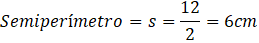 Semiperímetro = s = 12/2 = 6cm